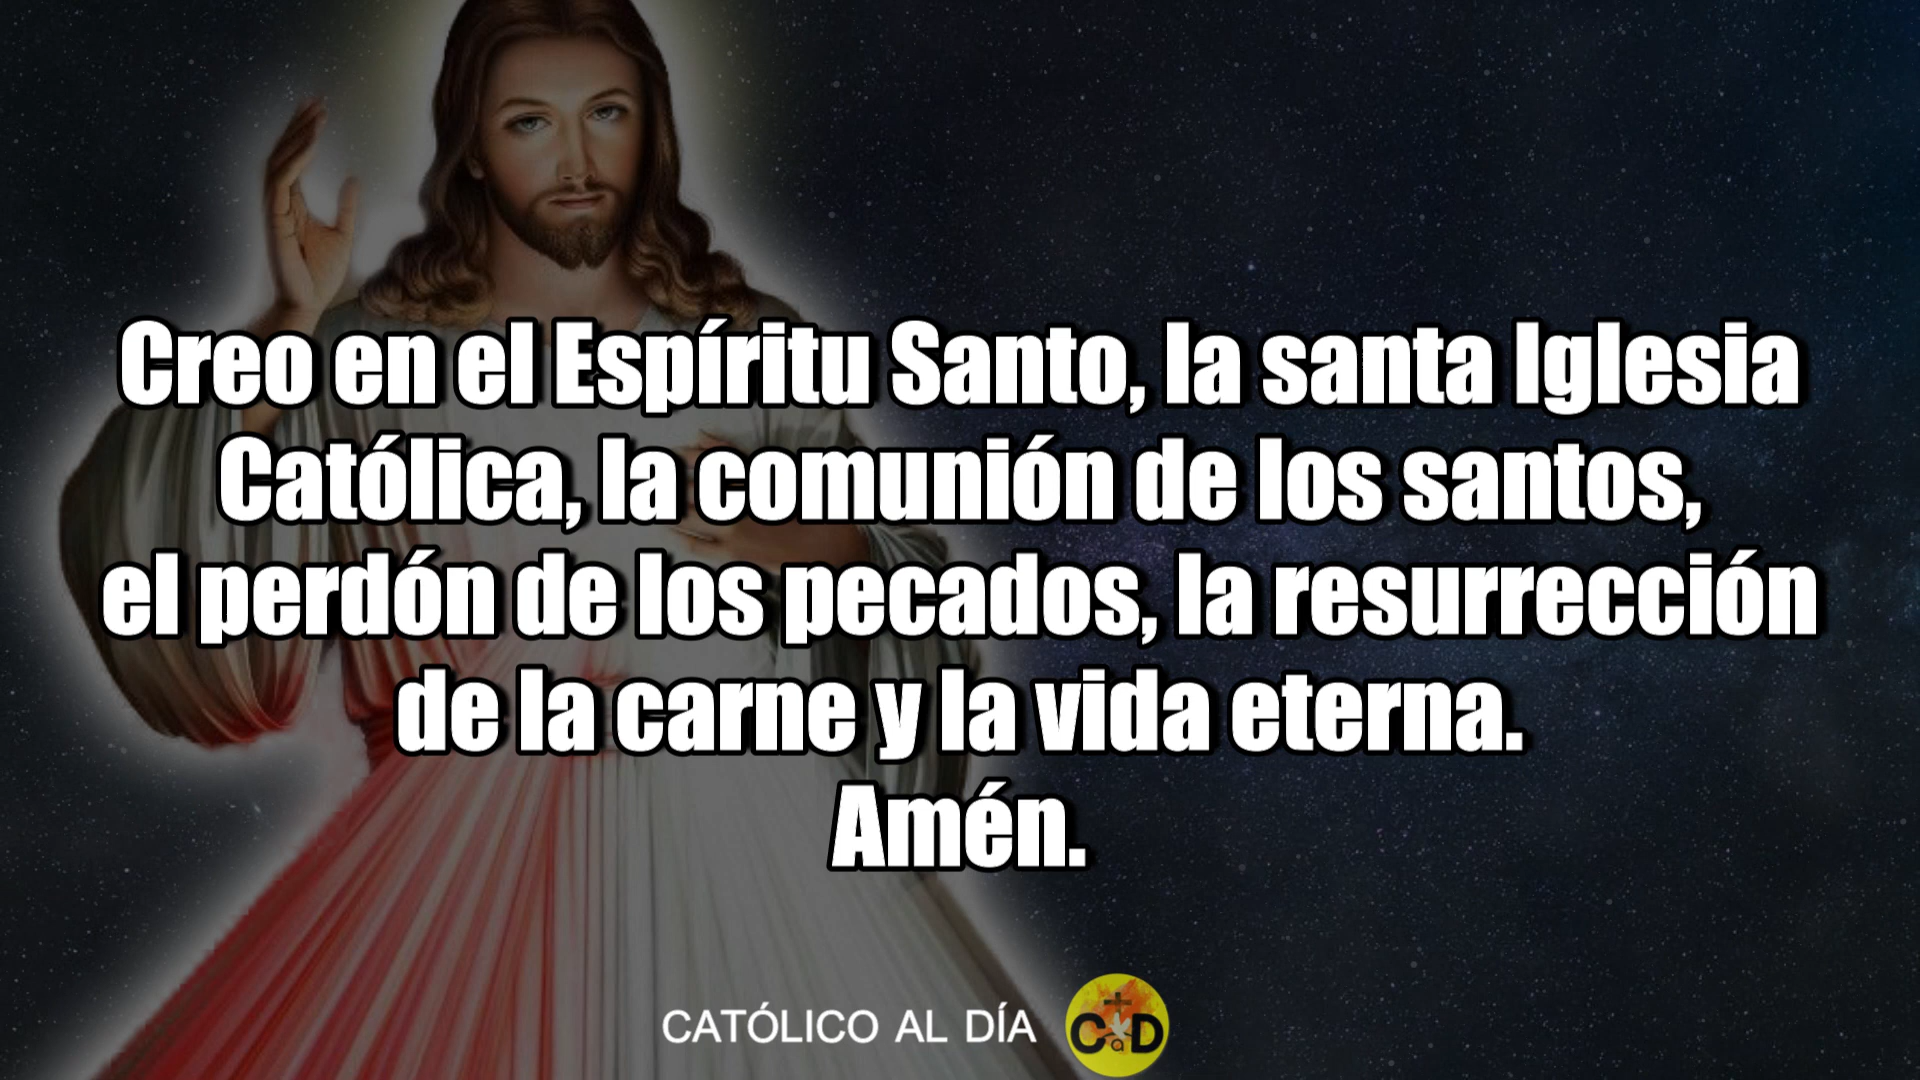 Creo en el Espíritu Santo, la santa Iglesia
Católica, la comunión de los santos,
el perdón de los pecados, la resurrección
de la carne y la vida eterna.
Amén.
CATÓLICO AL DÍA
CaD